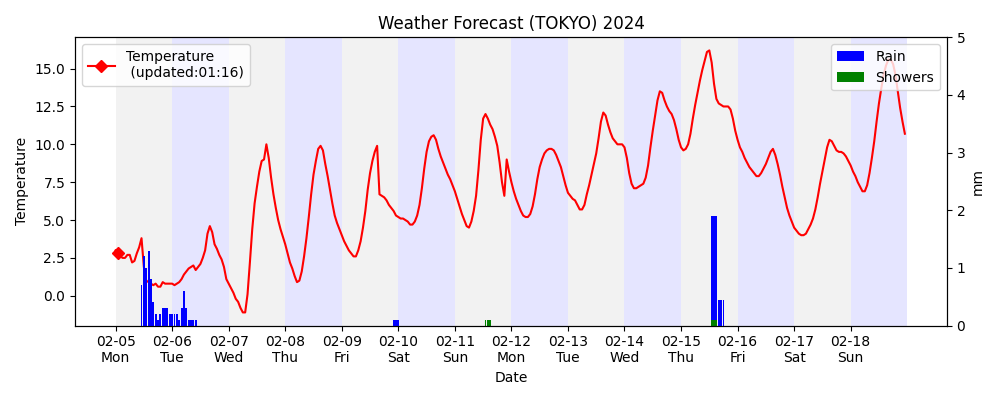 Weather Forecast (TOKYO) 2024
Temperature
(updated:01:16)
Rain
Showers
Temperature
15.0
12.5
10.0
7.5
5.0
2.5
0.0
5
4
3
2
1
0
mm
02-05 02-06 02-07 02-08 02-09 02-10 02-11 02-12 02-13 02-14 02-15 02-16 02-17 02-18
Mon Tue Wed Thu Fri Sat Sun Mon Tue Wed Thu Fri Sat Sun
Date